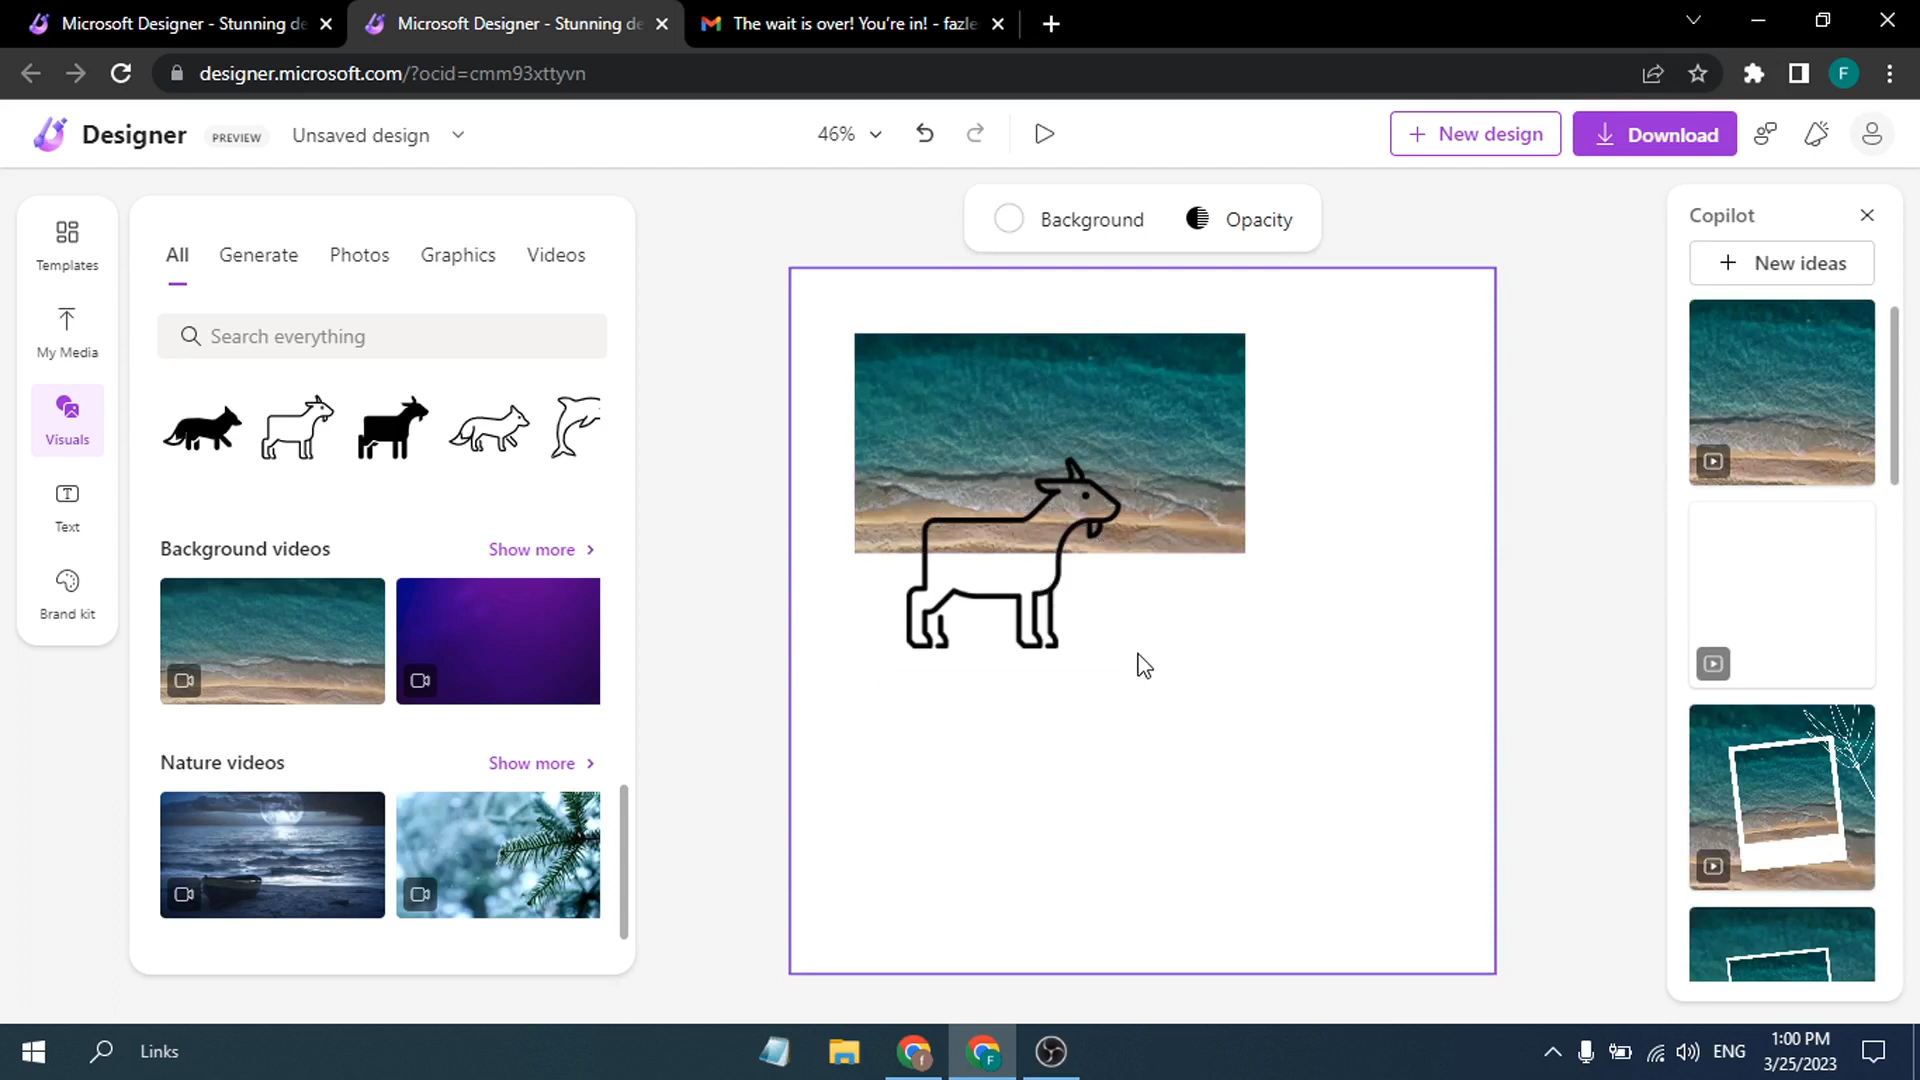 Microsoft Designer - Stunning de
Microsoft Designer - Stunning de
The wait is over! You're in! - fazle
designer.microsoft.com/?ocid=cmm93xttyvn
F
Designer
PREVIEW
Unsaved design
46%
New design
Download
Templates
My Media
Visuals
Text
Brand kit
All
Generate
Photos
Graphics
Videos
Search everything
Background videos
Show more
Nature videos
Show more
Background
Opacity
Copilot
New ideas
Links
f
F
ENG
1:00 PM
3/25/2023